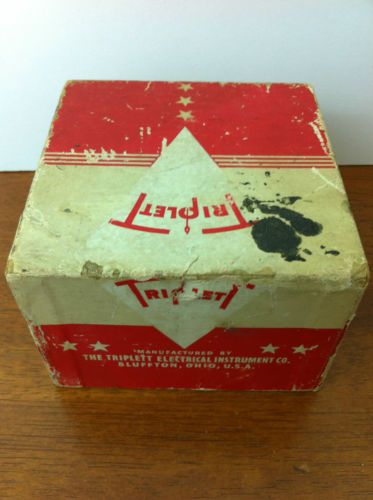 TRIPLETT
TRIPLETT
MANUFACTURED BY
THE TRIPLETT ELECTRICAL INSTRUMENT CO.
BLUFFTON, OHIO, U.S.A.